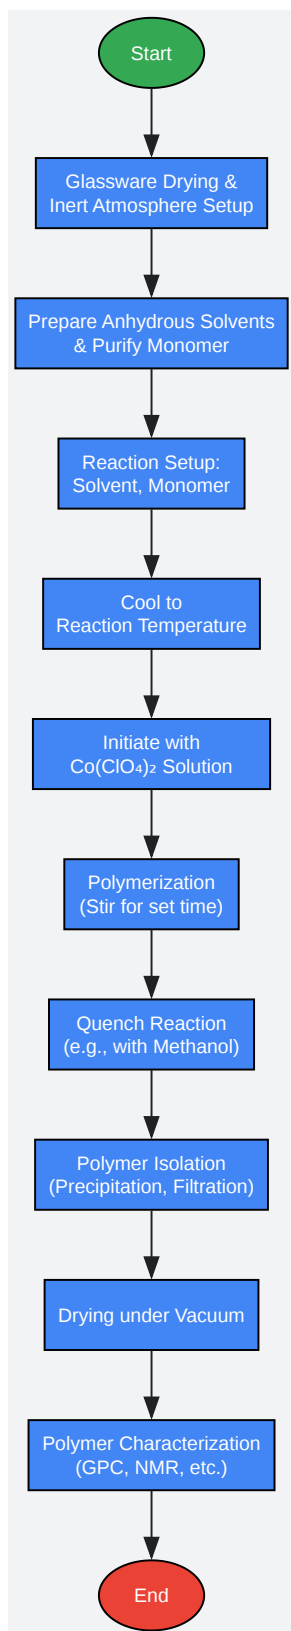 Start
Glassware Drying &
Inert Atmosphere Setup
Prepare Anhydrous Solvents
& Purify Monomer
Reaction Setup:
Solvent, Monomer
Cool to
Reaction Temperature
Initiate with
Co(ClO₄)₂ Solution
Polymerization
(Stir for set time)
Quench Reaction
(e.g., with Methanol)
Polymer Isolation
(Precipitation, Filtration)
Drying under Vacuum
Polymer Characterization
(GPC, NMR, etc.)
End